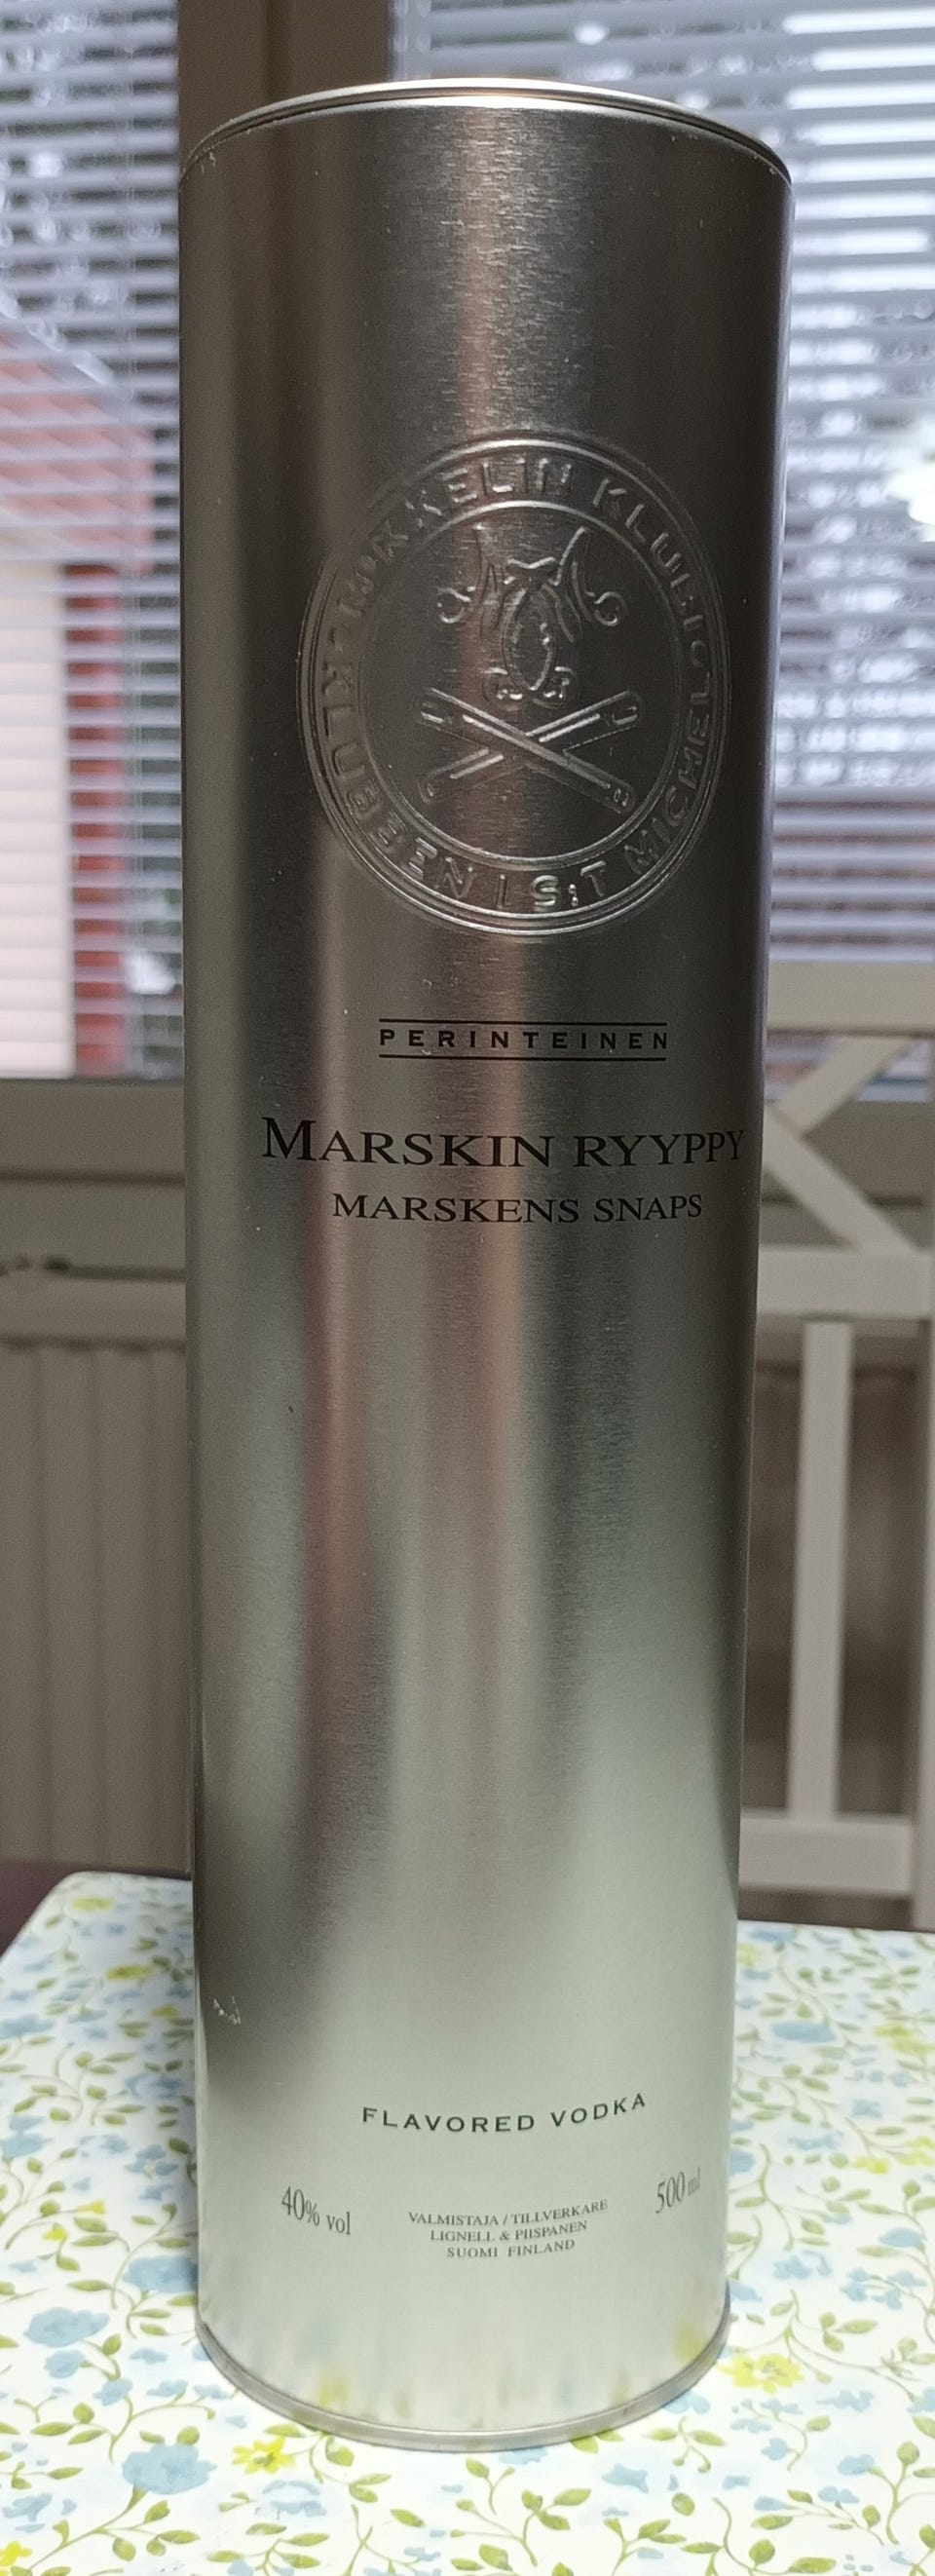 MIKKELIN KLUBI
KLUBBEN I S:T MICHEL
PERINTEINEN
MARSKIN RYYPPY
MARSKENS SNAPS
FLAVORED VODKA
40% vol
VALMISTAJA / TILLVERKARE
LIGNELL & PIISPANEN
SUOMI FINLAND
500 ml